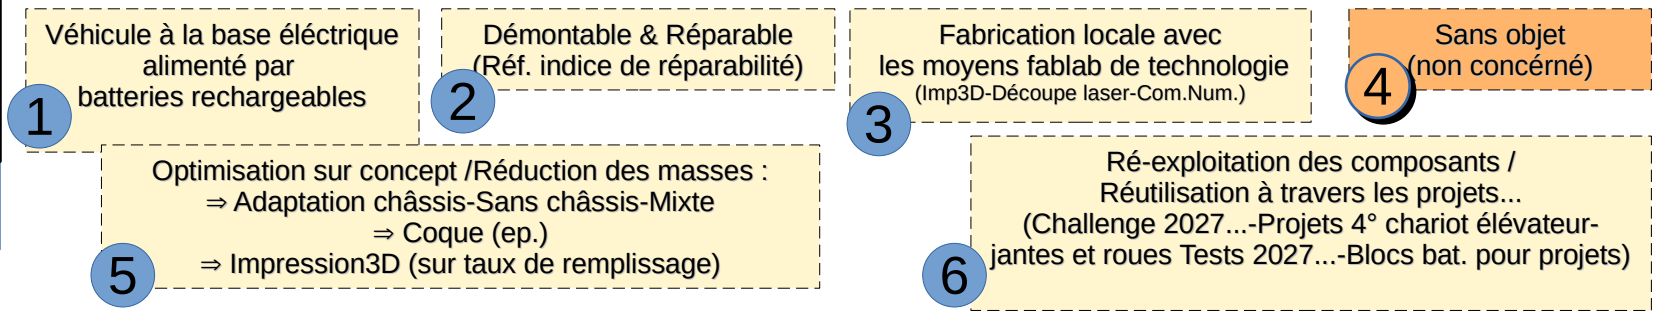 Véhicule à la base éléctrique
alimenté par
batteries rechargeables
1
Démontable & Réparable
(Réf. indice de réparabilité)
2
Fabrication locale avec
les moyens fablab de technologie
(Imp3D-Découpe laser-Com.Num.)
3
Sans objet
(non concérné)
4
Optimisation sur concept /Réduction des masses :
⇒ Adaptation châssis-Sans châssis-Mixte
⇒ Coque (ep.)
⇒ Impression3D (sur taux de remplissage)
5
Ré-exploitation des composants /
Réutilisation à travers les projets...
(Challenge 2027...-Projets 4° chariot élévateur-
jantes et roues Tests 2027...-Blocs bat. pour projets)
6